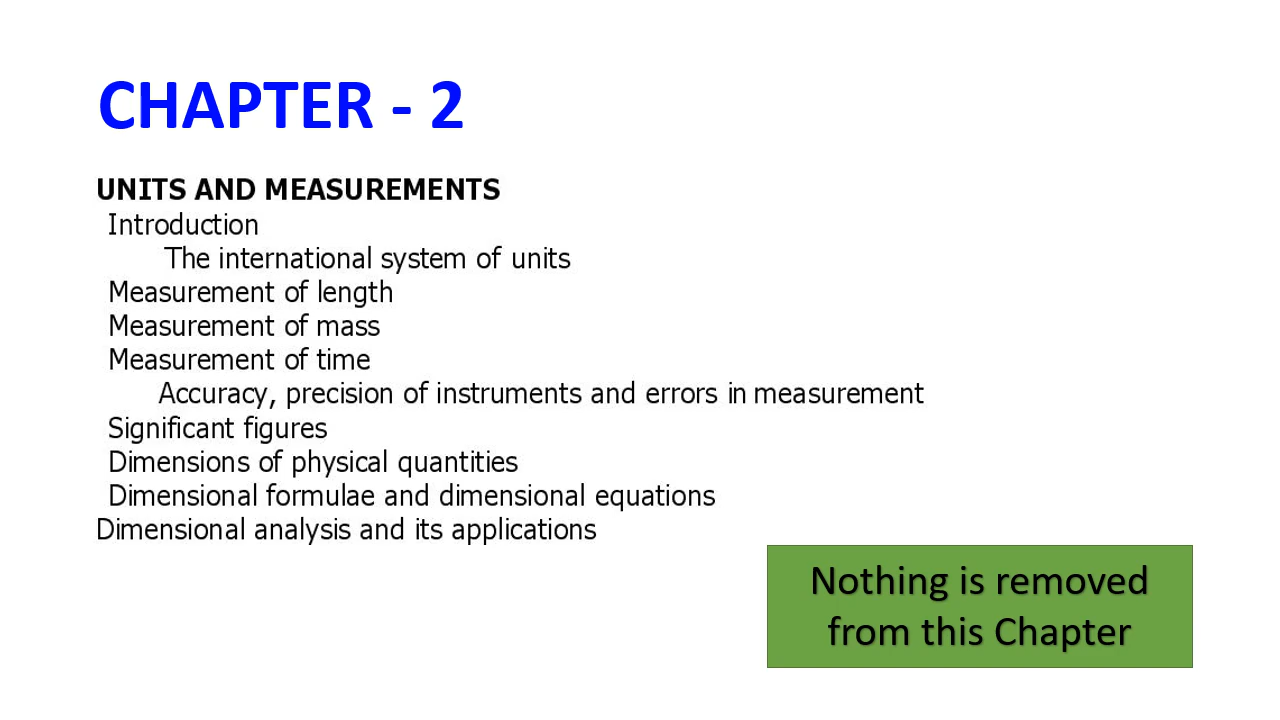 CHAPTER - 2
UNITS AND MEASUREMENTS
Introduction
The international system of units
Measurement of length
Measurement of mass
Measurement of time
Accuracy, precision of instruments and errors in measurement
Significant figures
Dimensions of physical quantities
Dimensional formulae and dimensional equations
Dimensional analysis and its applications
Nothing is removed
from this Chapter